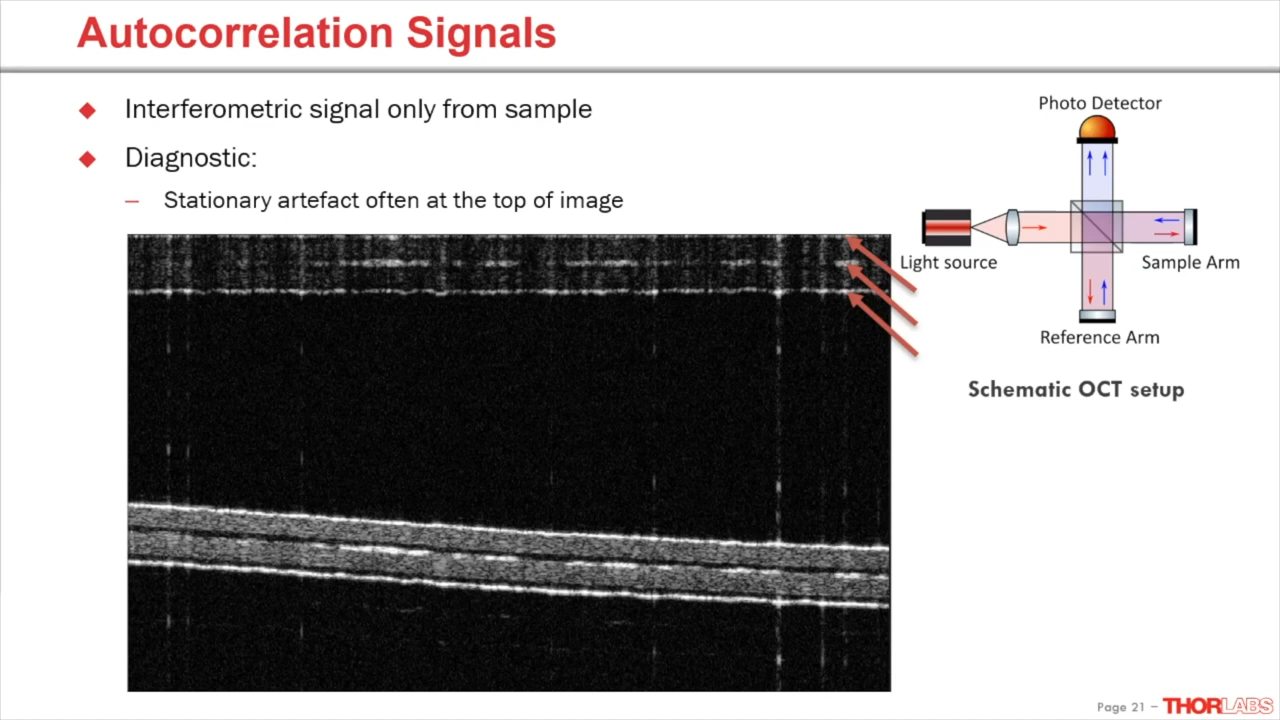 Autocorrelation Signals
Interferometric signal only from sample
Diagnostic:
– Stationary artefact often at the top of image
Photo Detector
Light source
Sample Arm
Reference Arm
Schematic OCT setup
Page 21 – THORLABS